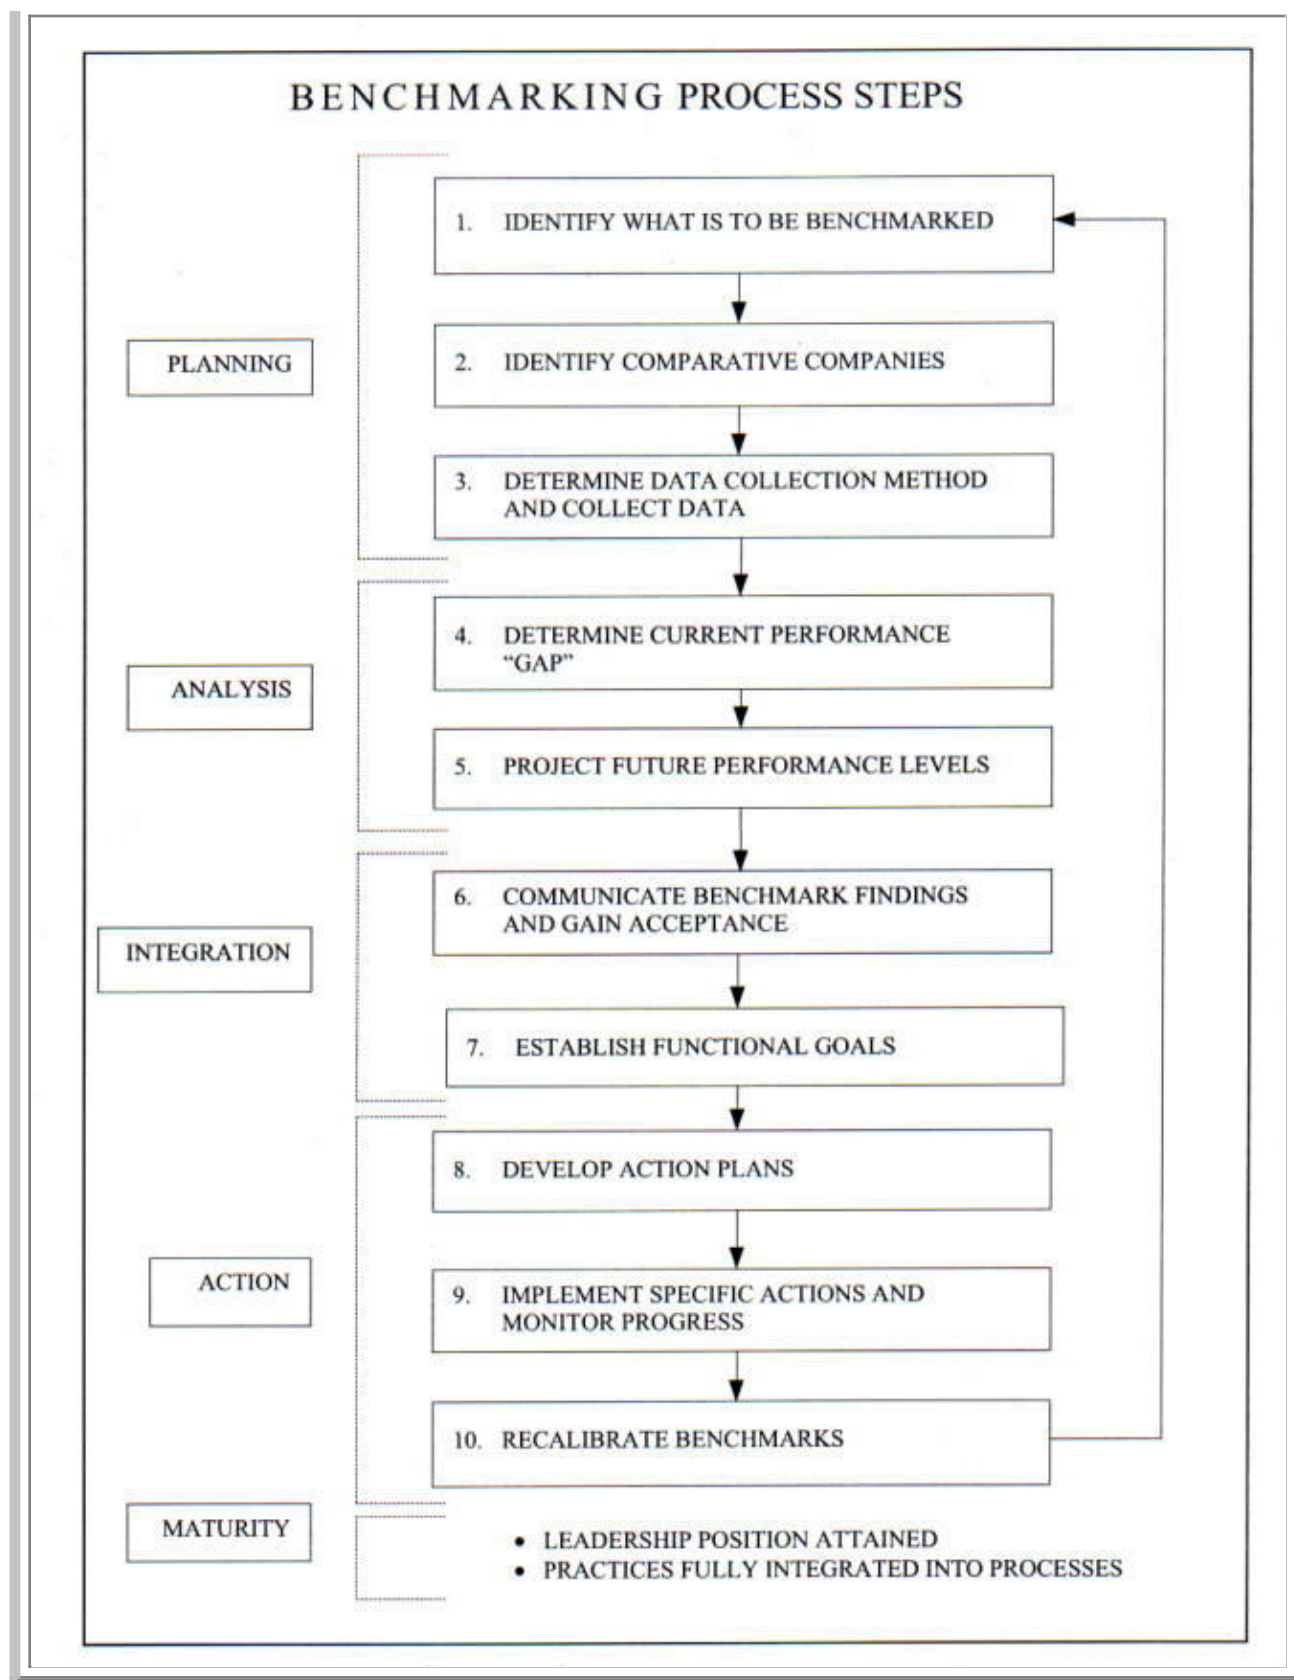 BENCHMARKING PROCESS STEPS
1. IDENTIFY WHAT IS TO BE BENCHMARKED
PLANNING
2. IDENTIFY COMPARATIVE COMPANIES
3. DETERMINE DATA COLLECTION METHOD
AND COLLECT DATA
4. DETERMINE CURRENT PERFORMANCE
“GAP”
ANALYSIS
5. PROJECT FUTURE PERFORMANCE LEVELS
6. COMMUNICATE BENCHMARK FINDINGS
AND GAIN ACCEPTANCE
INTEGRATION
7. ESTABLISH FUNCTIONAL GOALS
8. DEVELOP ACTION PLANS
ACTION
9. IMPLEMENT SPECIFIC ACTIONS AND
MONITOR PROGRESS
10. RECALIBRATE BENCHMARKS
MATURITY
• LEADERSHIP POSITION ATTAINED
• PRACTICES FULLY INTEGRATED INTO PROCESSES